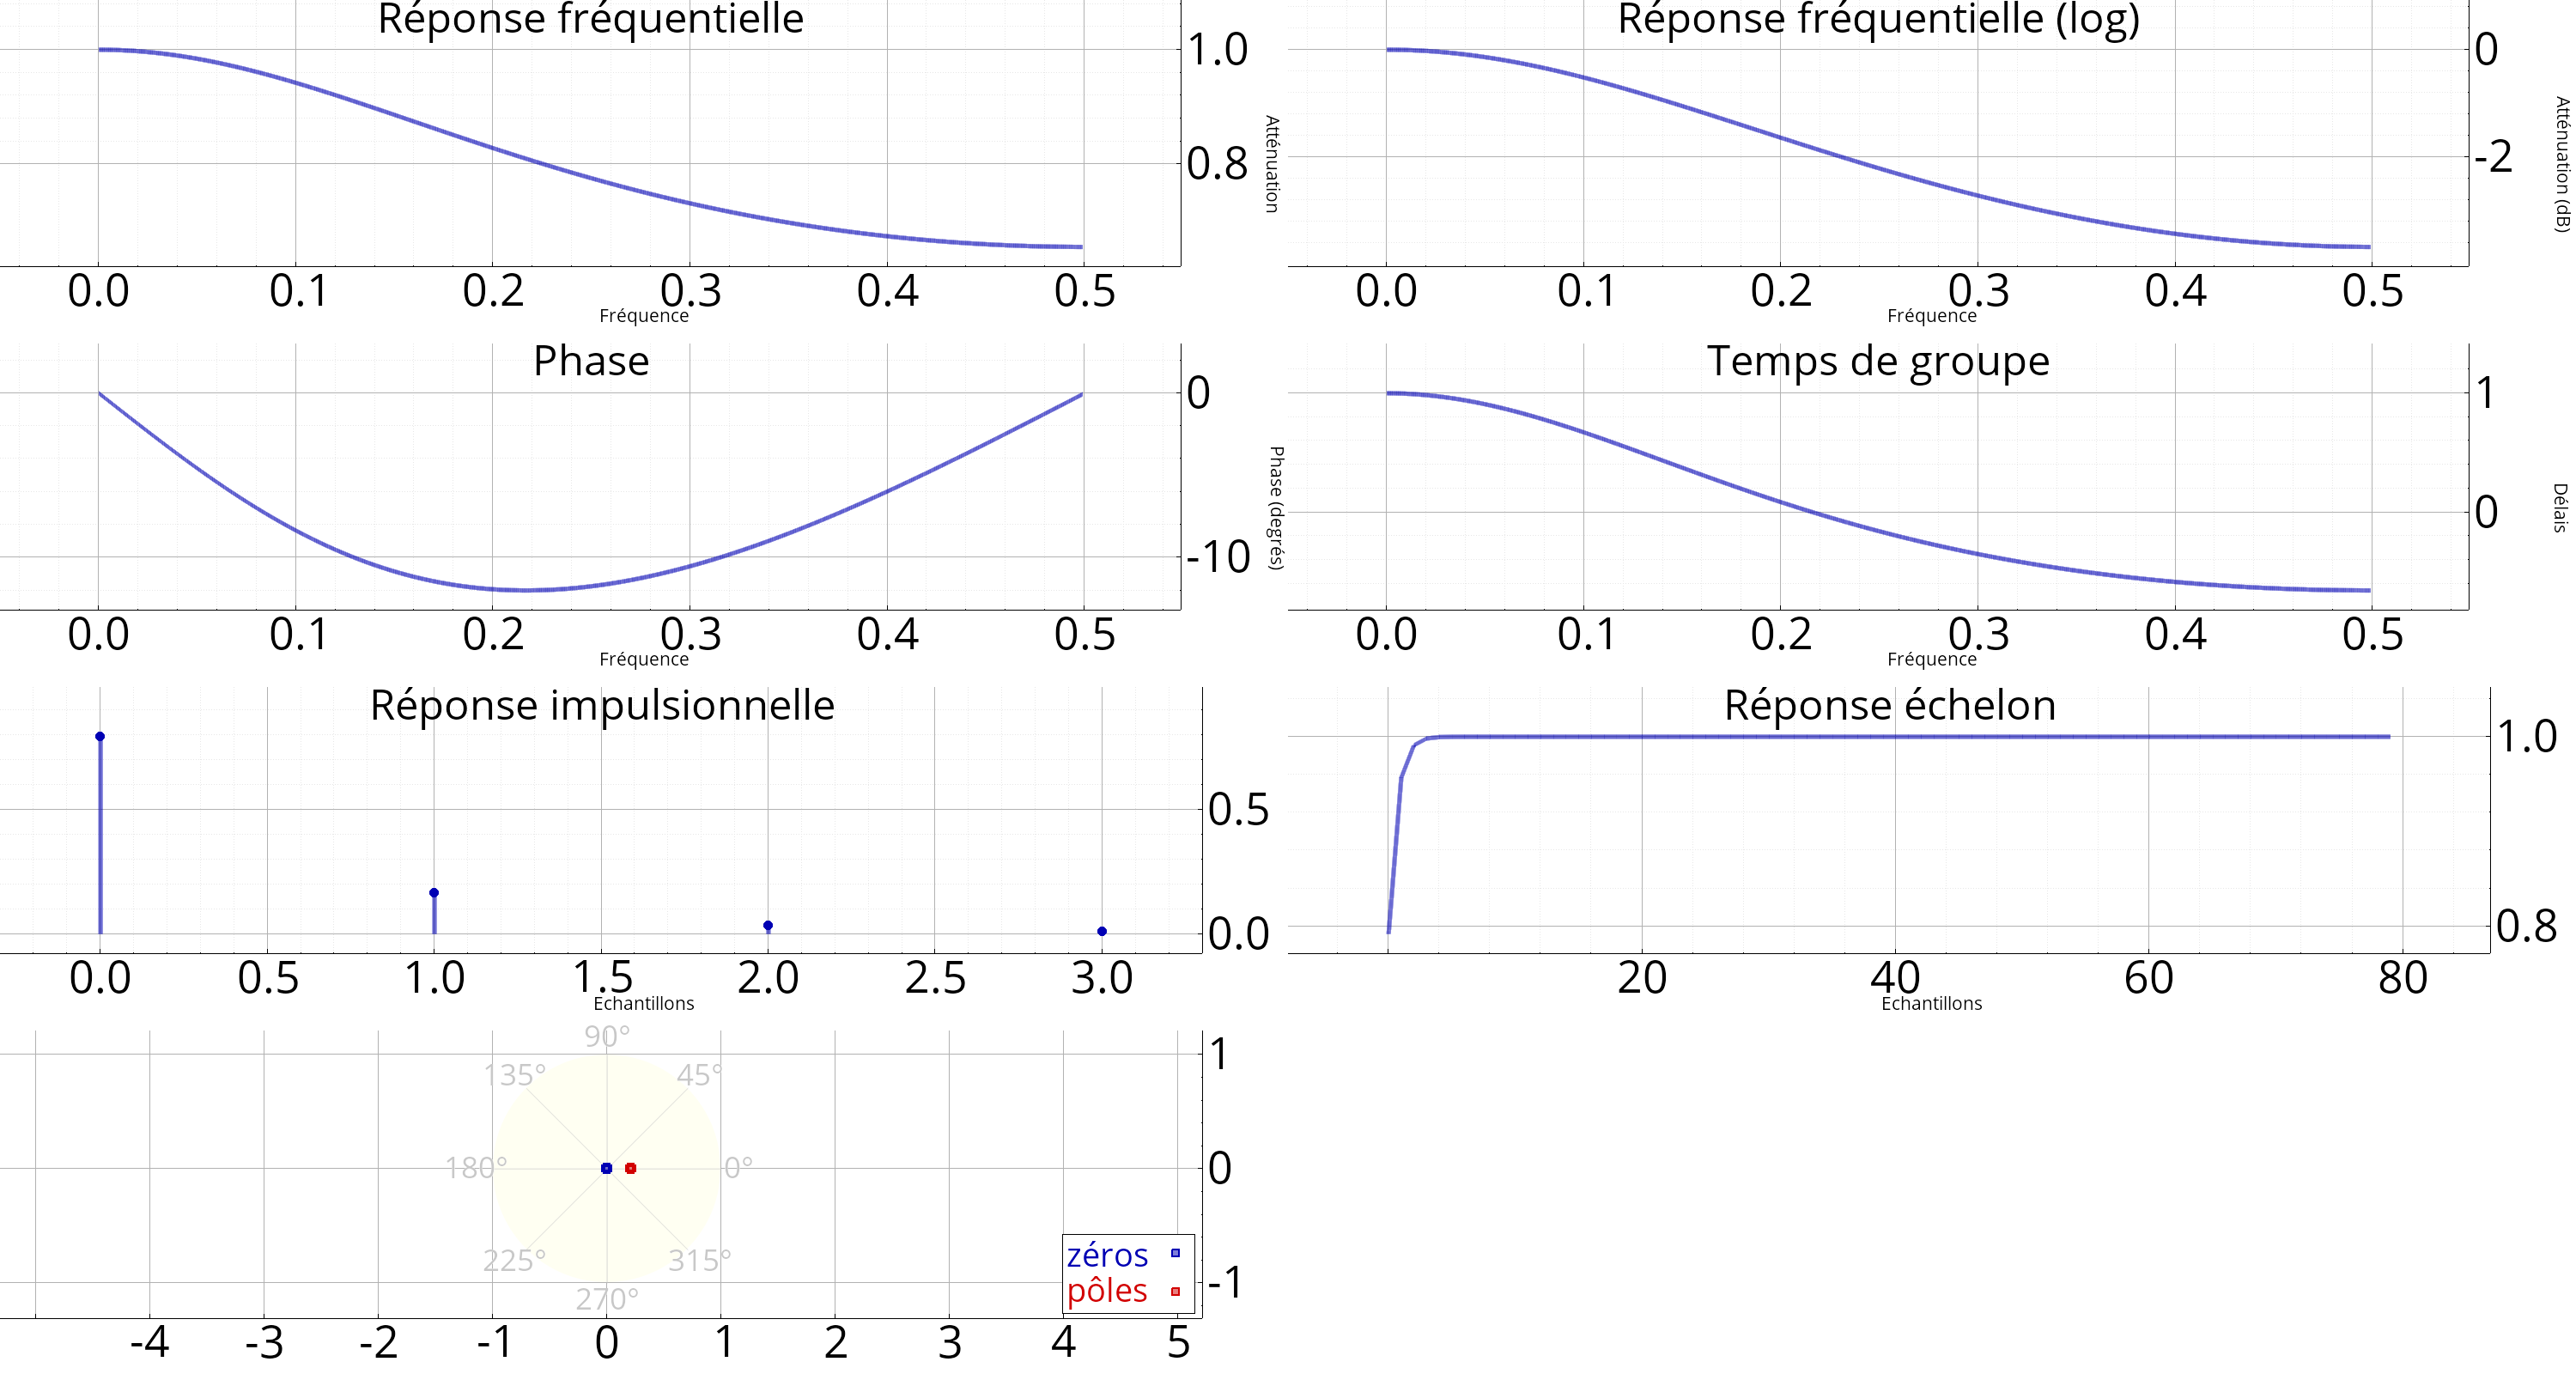 Réponse fréquentielle
1.0
0.8
Atténuation
0.0 0.1 0.2 0.3 0.4 0.5
Fréquence
Réponse fréquentielle (log)
0
-2
Atténuation (dB)
0.0 0.1 0.2 0.3 0.4 0.5
Fréquence
Phase
0
-10
Phase (degrés)
0.0 0.1 0.2 0.3 0.4 0.5
Fréquence
Temps de groupe
1
0
Délais
0.0 0.1 0.2 0.3 0.4 0.5
Fréquence
Réponse impulsionnelle
0.5
0.0
0.0 0.5 1.0 1.5 2.0 2.5 3.0
Echantillons
Réponse échelon
1.0
0.8
20 40 60 80
Echantillons
90°
135° 45°
180° 0°
225° 315°
270°
1
0
-1
zéros
pôles
-4 -3 -2 -1 0 1 2 3 4 5